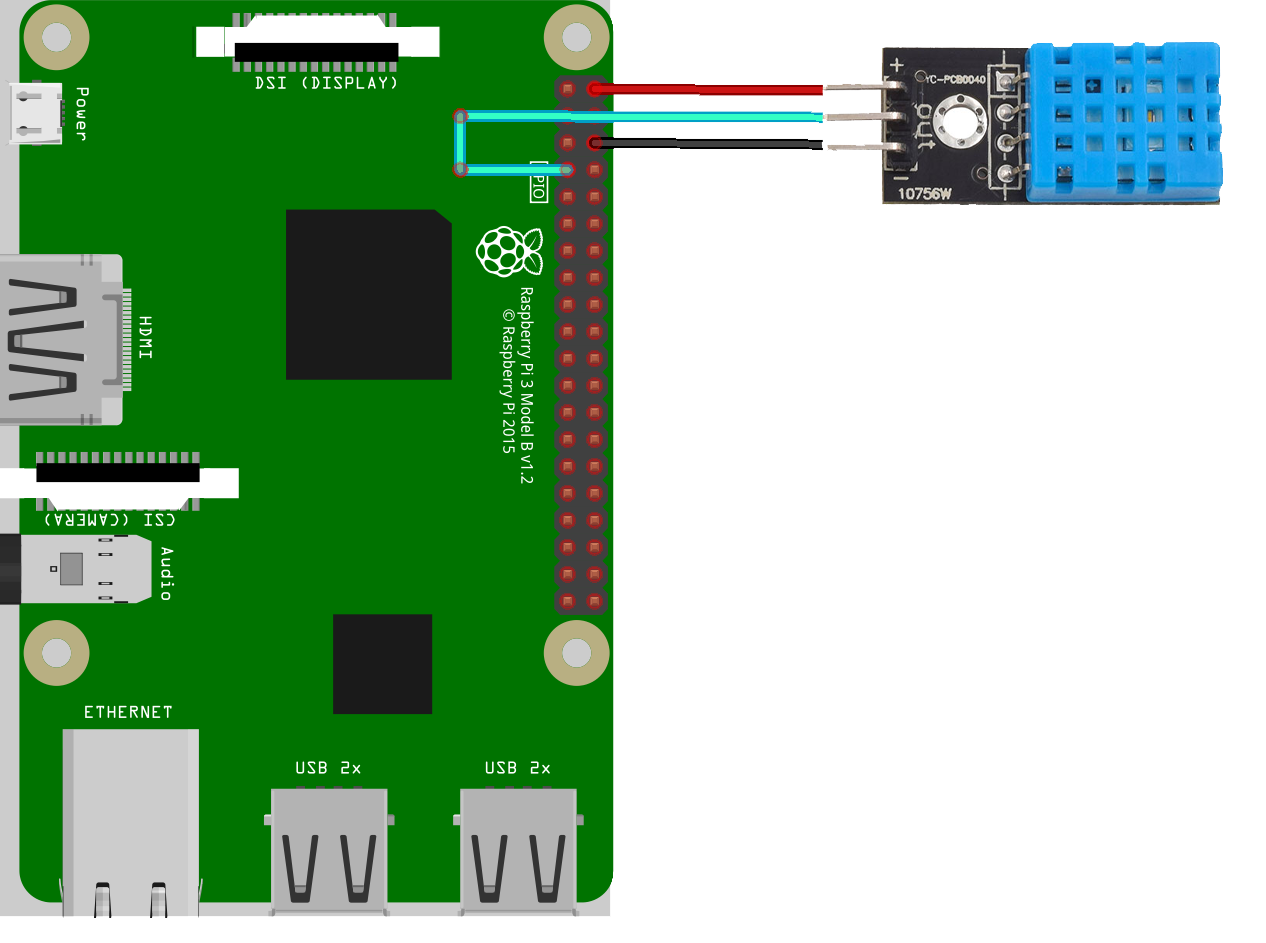 DSI (DISPLAY)
Power
+
YC-PCB0040
out
-
10756W
GPIO
HDMI
Raspberry Pi 3 Model B v1.2
© Raspberry Pi 2015
CSI (CAMERA)
Audio
ETHERNET
USB 2x
USB 2x